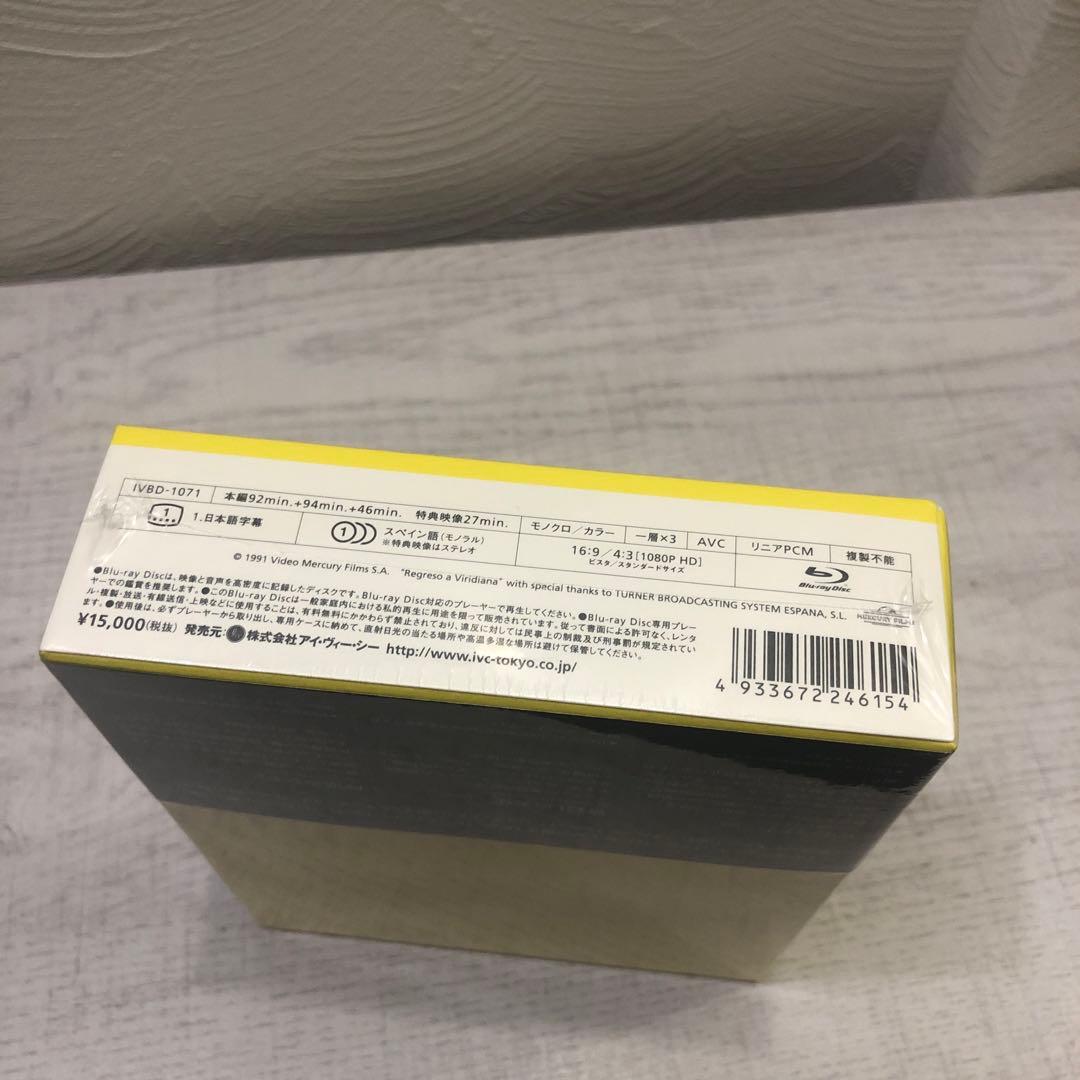 IVBD-1071 本編92min.+94min.+46min. 特典映像27min. モノクロ/カラー 一層×3 AVC リニアPCM 複製不能
1 1.日本語字幕 1 スペイン語(モノラル) 16:9/4:3[1080P HD] Blu-ray Disc
※特典映像はステレオ ビスタ/スタンダードサイズ
© 1991 Video Mercury Films S.A. "Regreso a Viridiana" with special thanks to TURNER BROADCASTING SYSTEM ESPANA, S.L. MERCURY FILMS
●Blu-ray Discは、映像と音声を高密度に記録したディスクです。Blu-ray Disc対応のプレーヤーで再生してください。●Blu-ray Disc専用プレー
ヤーでの鑑賞を推奨します。●このBlu-ray Discは一般家庭内における私的再生に用途を限って販売されています。従って書面による許可なく、レンタ
ル・複製・放送・有線送信・上映などに使用することは、有料無料にかかわらず禁止されており、違反に対しては民事上の制裁及び刑事罰が規定されてい
ます。●使用後は、必ずプレーヤーから取り出し、専用ケースに納めて、直射日光の当たる場所や高温多湿な場所は避けて保管してください。
¥15,000(税抜) 発売元: 株式会社アイ・ヴィー・シー http://www.ivc-tokyo.co.jp/
4 933672 246154